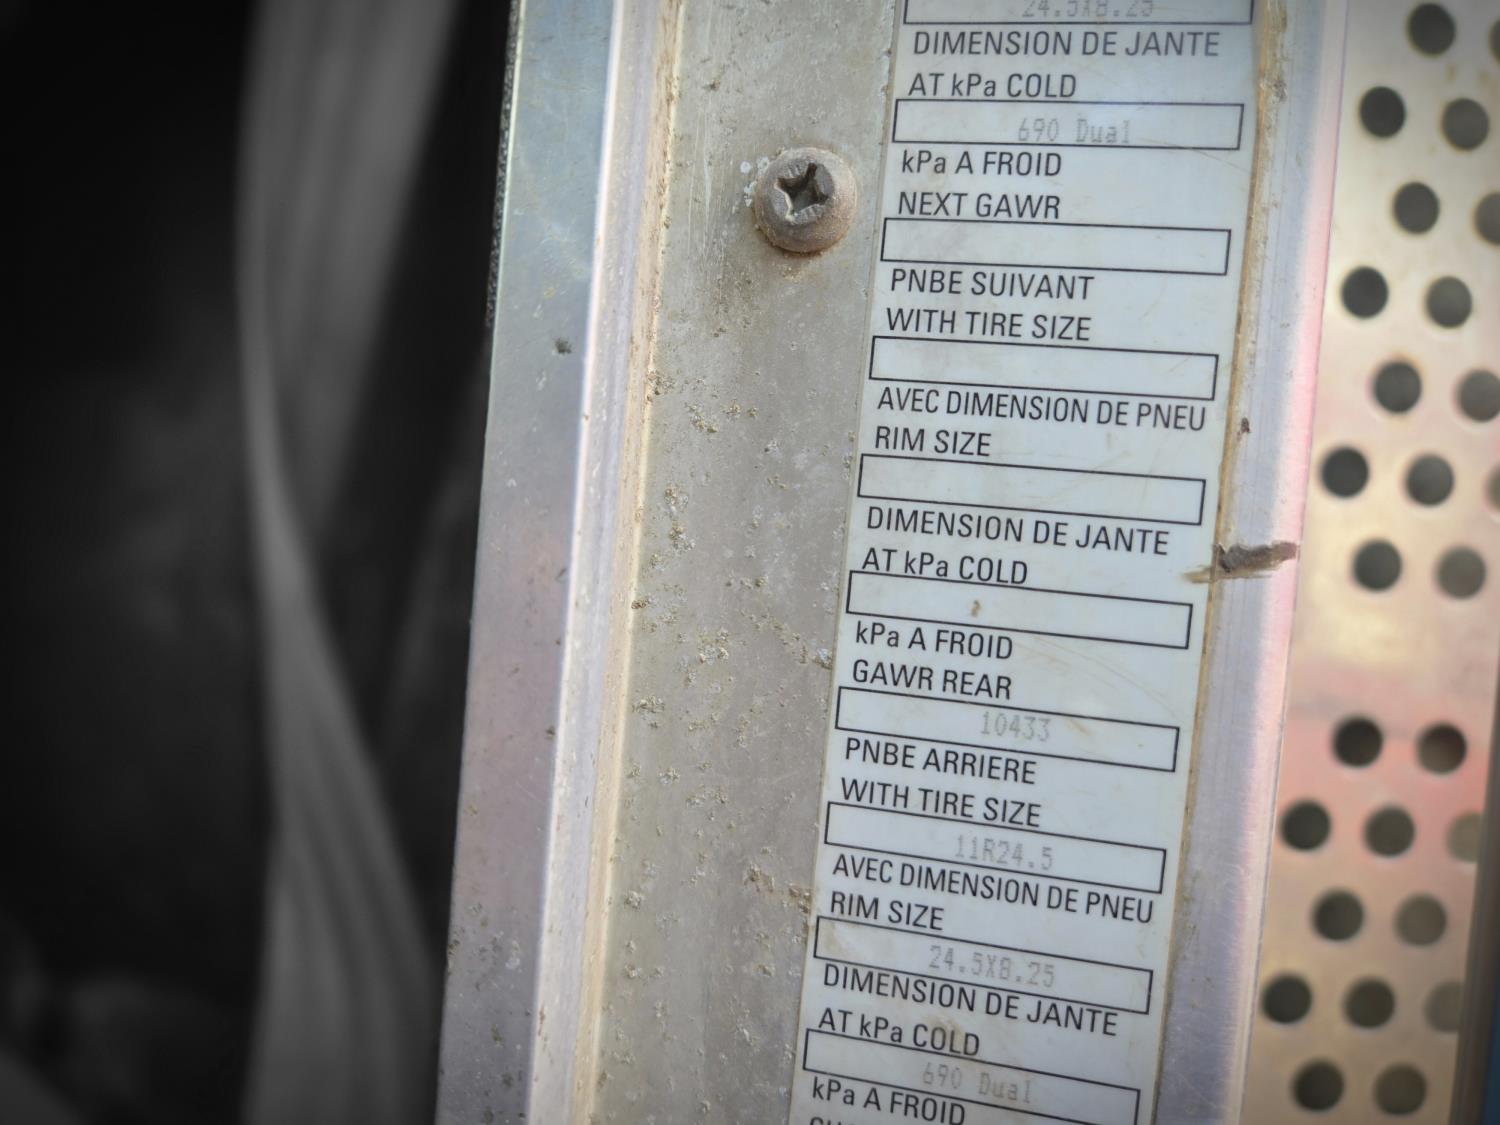 24.5X8.25
DIMENSION DE JANTE
AT kPa COLD
690 Dual
kPa A FROID
NEXT GAWR
PNBE SUIVANT
WITH TIRE SIZE
AVEC DIMENSION DE PNEU
RIM SIZE
DIMENSION DE JANTE
AT kPa COLD
kPa A FROID
GAWR REAR
10433
PNBE ARRIERE
WITH TIRE SIZE
11R24.5
AVEC DIMENSION DE PNEU
RIM SIZE
24.5X8.25
DIMENSION DE JANTE
AT kPa COLD
690 Dual
kPa A FROID